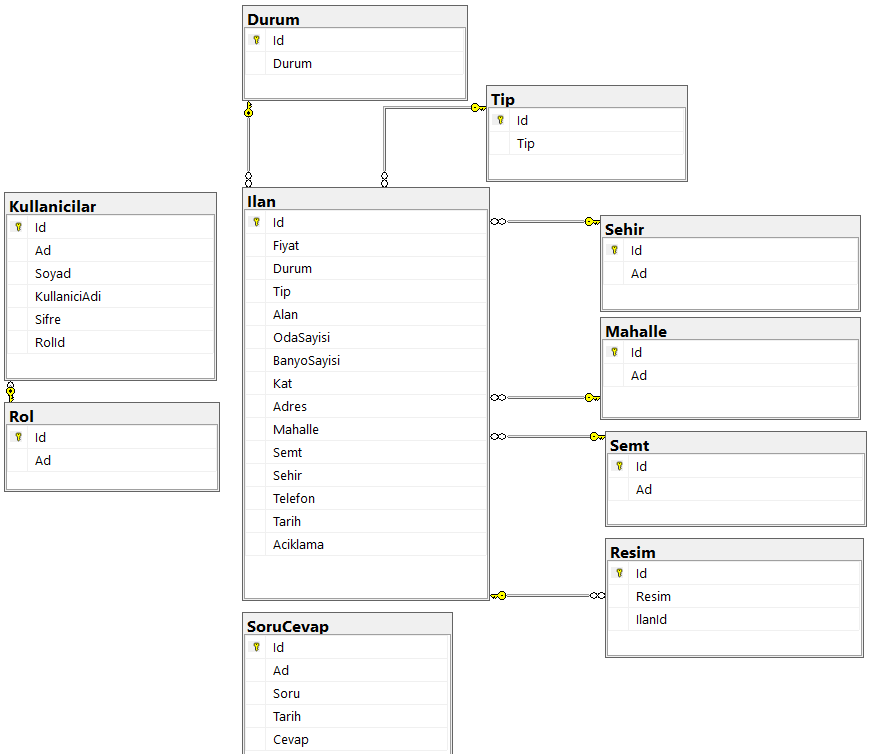 Durum
Id
Durum
Tip
Id
Tip
Kullanicilar
Id
Ad
Soyad
KullaniciAdi
Sifre
RolId
Rol
Id
Ad
Ilan
Id
Fiyat
Durum
Tip
Alan
OdaSayisi
BanyoSayisi
Kat
Adres
Mahalle
Semt
Sehir
Telefon
Tarih
Aciklama
Sehir
Id
Ad
Mahalle
Id
Ad
Semt
Id
Ad
Resim
Id
Resim
IlanId
SoruCevap
Id
Ad
Soru
Tarih
Cevap